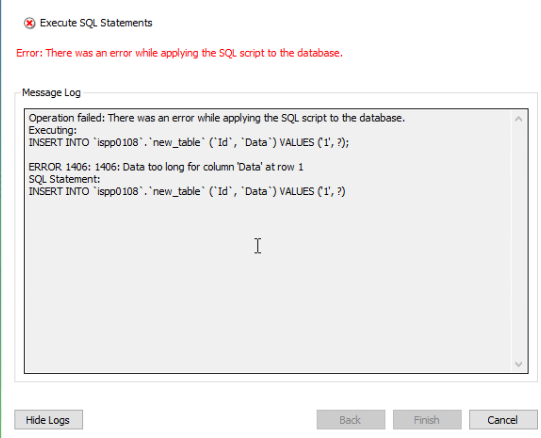 Execute SQL Statements
Error: There was an error while applying the SQL script to the database.
Message Log
Operation failed: There was an error while applying the SQL script to the database.
Executing:
INSERT INTO `ispp0108`.`new_table` (`Id`, `Data`) VALUES ('1', ?);
ERROR 1406: 1406: Data too long for column 'Data' at row 1
SQL Statement:
INSERT INTO `ispp0108`.`new_table` (`Id`, `Data`) VALUES ('1', ?)
Hide Logs
Back
Finish
Cancel